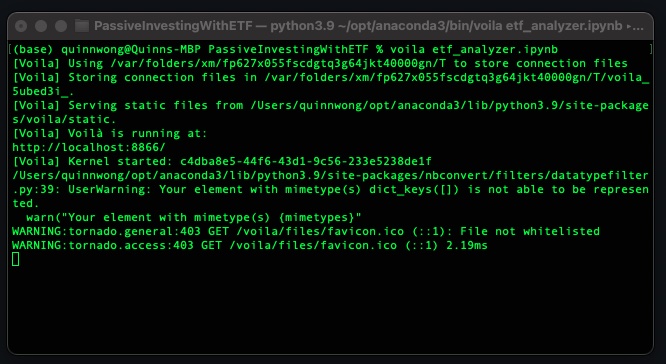 PassiveInvestingWithETF — python3.9 ~/opt/anaconda3/bin/voila etf_analyzer.ipynb ▸...
[(base) quinnwong@Quinns-MBP PassiveInvestingWithETF % voila etf_analyzer.ipynb ]
[Voila] Using /var/folders/xm/fp627x055fscdgtq3g64jkt40000gn/T to store connection files
[Voila] Storing connection files in /var/folders/xm/fp627x055fscdgtq3g64jkt40000gn/T/voila_
5ubed3i_.
[Voila] Serving static files from /Users/quinnwong/opt/anaconda3/lib/python3.9/site-package
s/voila/static.
[Voila] Voilà is running at:
http://localhost:8866/
[Voila] Kernel started: c4dba8e5-44f6-43d1-9c56-233e5238de1f
/Users/quinnwong/opt/anaconda3/lib/python3.9/site-packages/nbconvert/filters/datatypefilter
.py:39: UserWarning: Your element with mimetype(s) dict_keys([]) is not able to be represen
ted.
  warn("Your element with mimetype(s) {mimetypes}"
WARNING:tornado.general:403 GET /voila/files/favicon.ico (::1): File not whitelisted
WARNING:tornado.access:403 GET /voila/files/favicon.ico (::1) 2.19ms